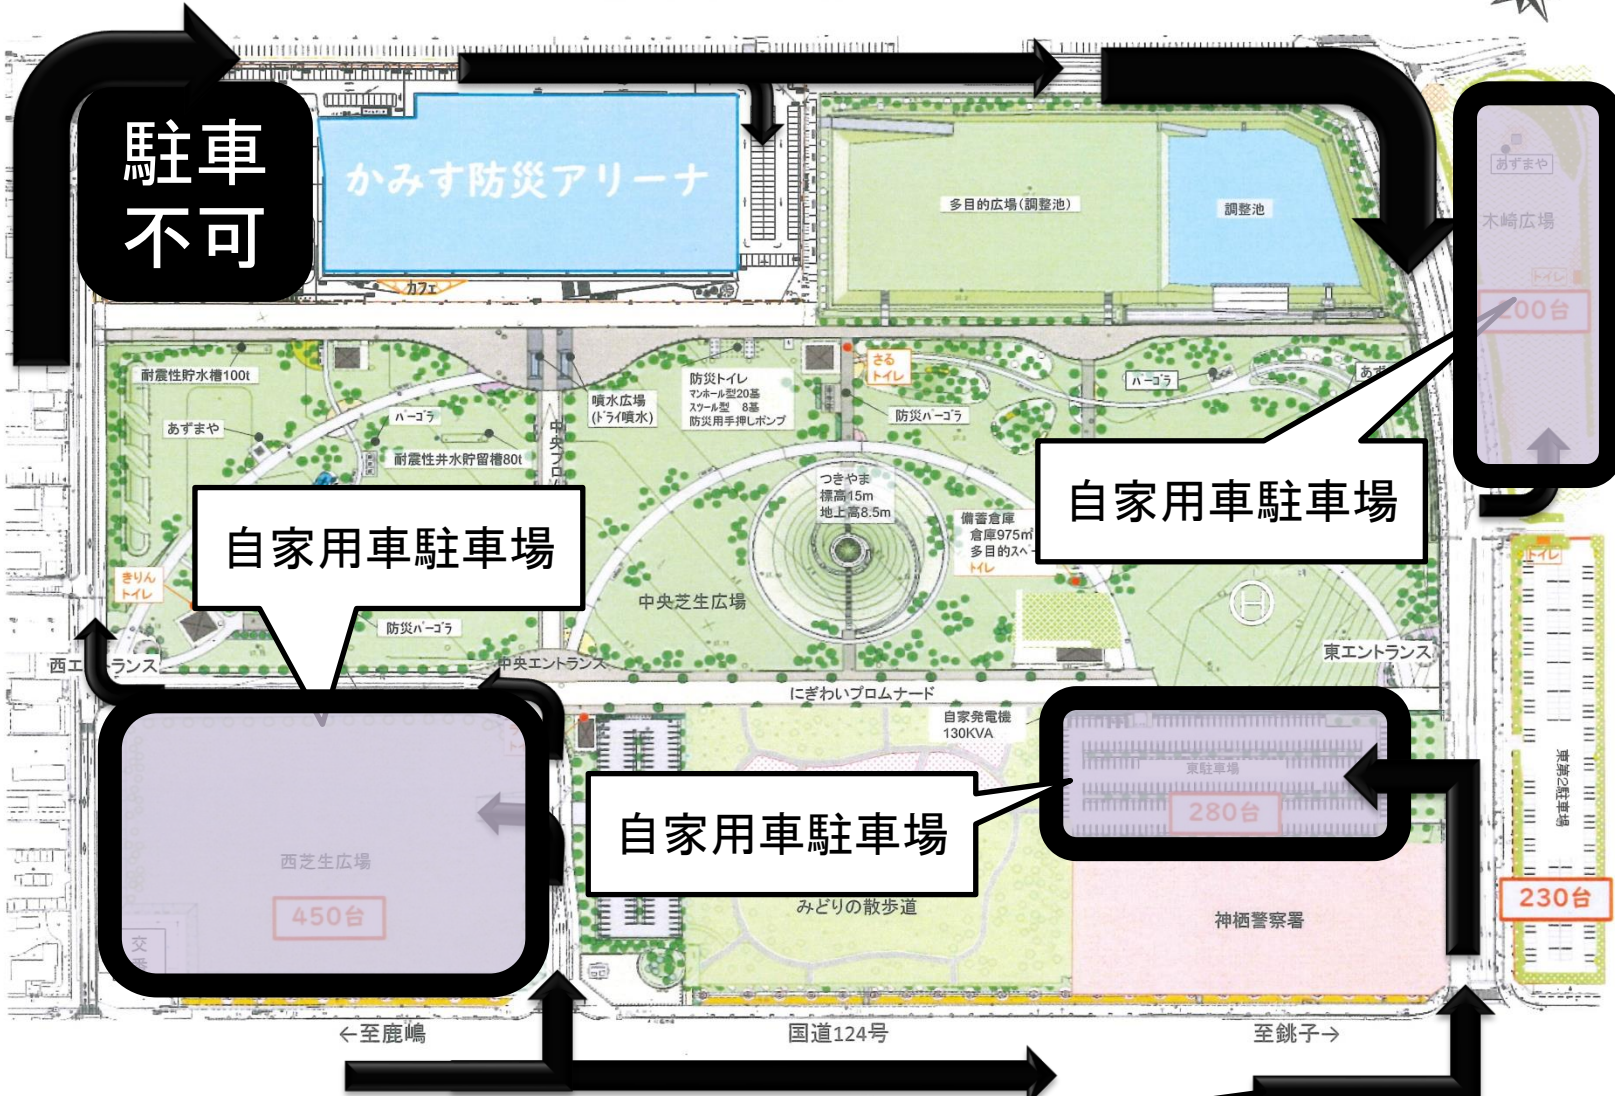 駐車
不可
かみす防災アリーナ
カフェ
多目的広場(調整池)
調整池
あずまや
木崎広場
トイレ
200台
耐震性貯水槽100t
あずまや
パーゴラ
耐震性井水貯留槽80t
噴水広場
(ドライ噴水)
防災トイレ
マンホール型20基
スツール型 8基
防災用手押しポンプ
さる
トイレ
防災パーゴラ
パーゴラ
あず
自家用車駐車場
自家用車駐車場
つきやま
標高15m
地上高8.5m
備蓄倉庫
倉庫975㎡
多目的スペー
トイレ
きりん
トイレ
防災パーゴラ
中央芝生広場
H
トイレ
西エ
トランス
中央エントランス
にぎわいプロムナード
東エントランス
自家発電機
130KVA
東駐車場
280台
自家用車駐車場
西芝生広場
450台
交
番
みどりの散歩道
神栖警察署
東第2駐車場
230台
←至鹿嶋
国道124号
至銚子→